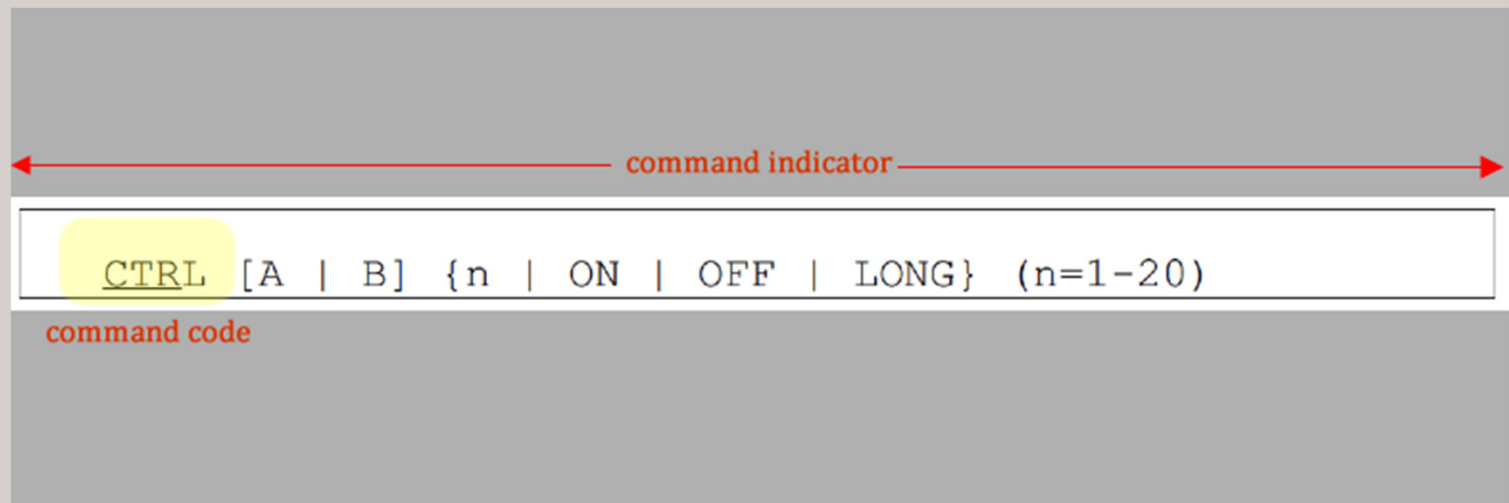 command indicator
CTRL [A | B] {n | ON | OFF | LONG} (n=1-20)
command code